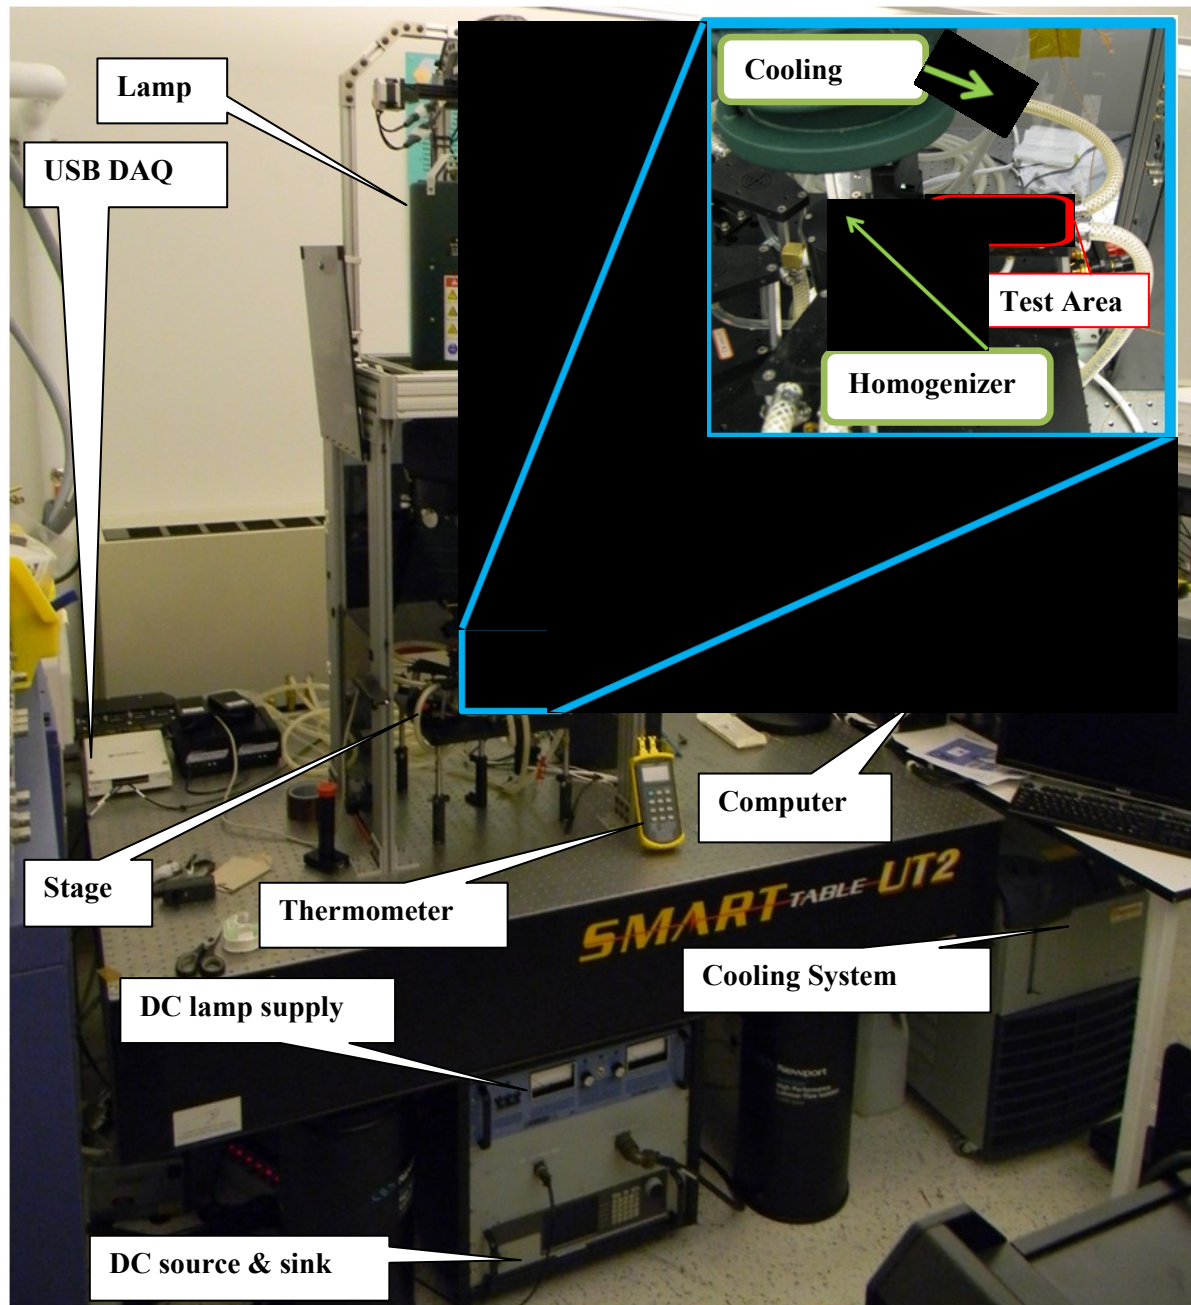 Lamp
Cooling
USB DAQ
Test Area
Homogenizer
Computer
Stage
Thermometer
SMART TABLE UT2
Cooling System
DC lamp supply
Newport
DC source & sink